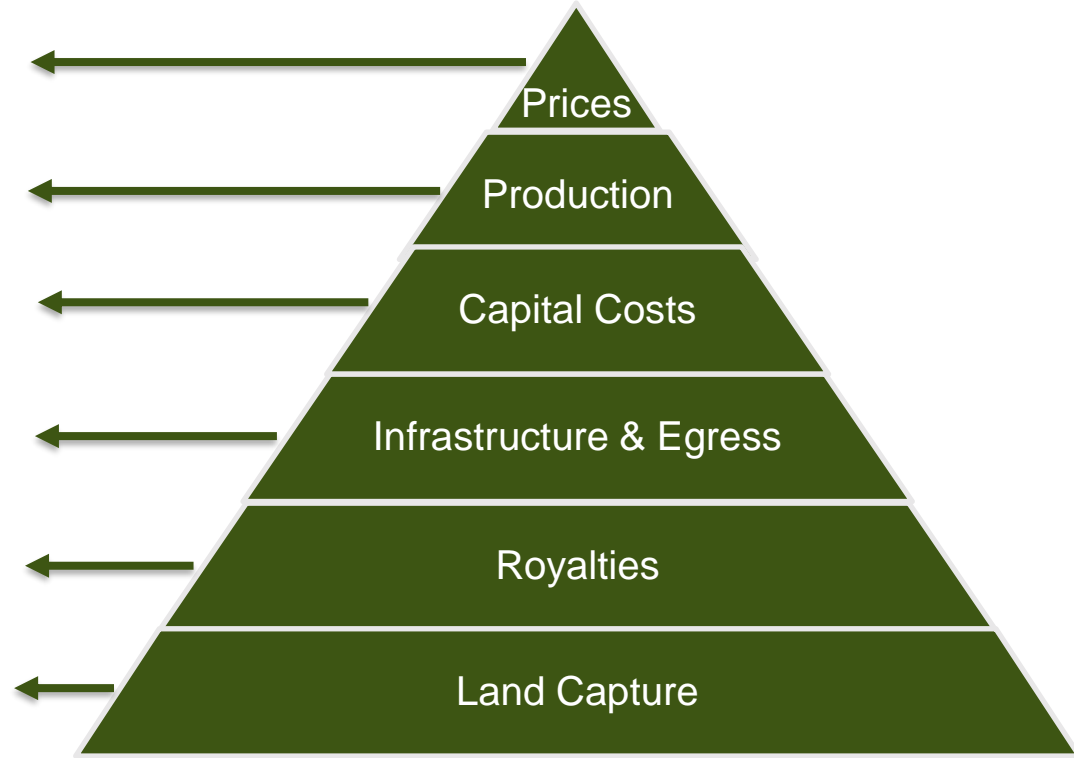 Prices
Production
Capital Costs
Infrastructure & Egress
Royalties
Land Capture